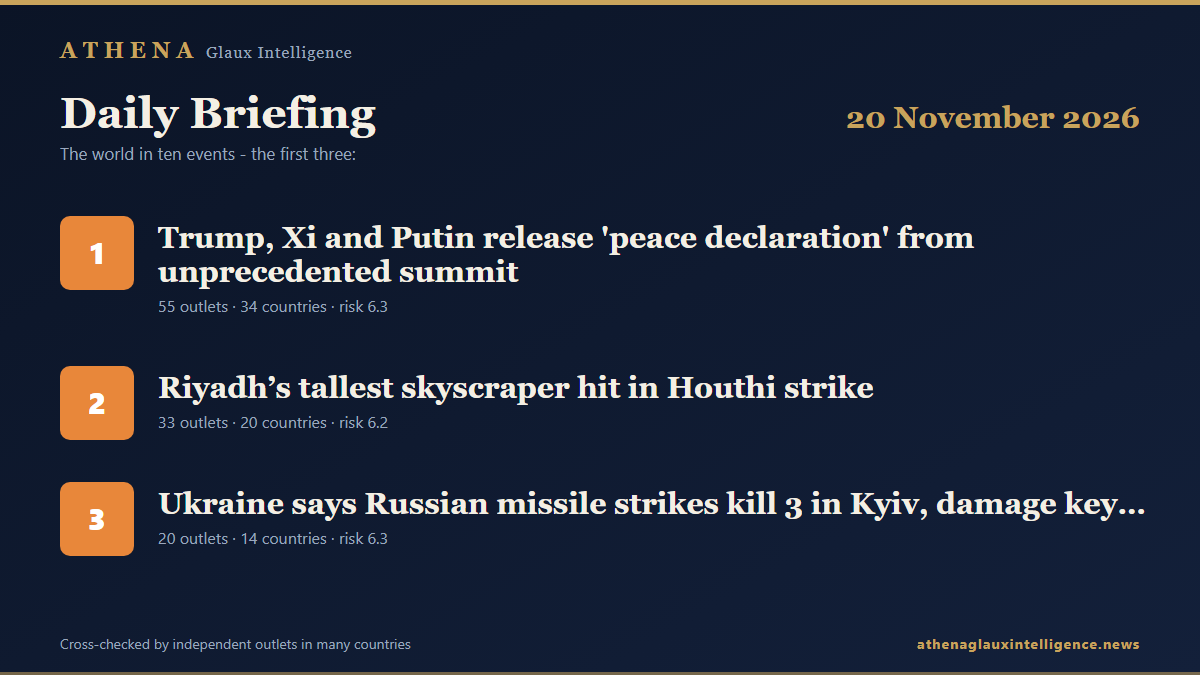 ATHENA Glaux Intelligence
Daily Briefing
20 November 2026
The world in ten events - the first three:
1
Trump, Xi and Putin release 'peace declaration' from
unprecedented summit
55 outlets · 34 countries · risk 6.3
2
Riyadh’s tallest skyscraper hit in Houthi strike
33 outlets · 20 countries · risk 6.2
3
Ukraine says Russian missile strikes kill 3 in Kyiv, damage key...
20 outlets · 14 countries · risk 6.3
Cross-checked by independent outlets in many countries
athenaglauxintelligence.news